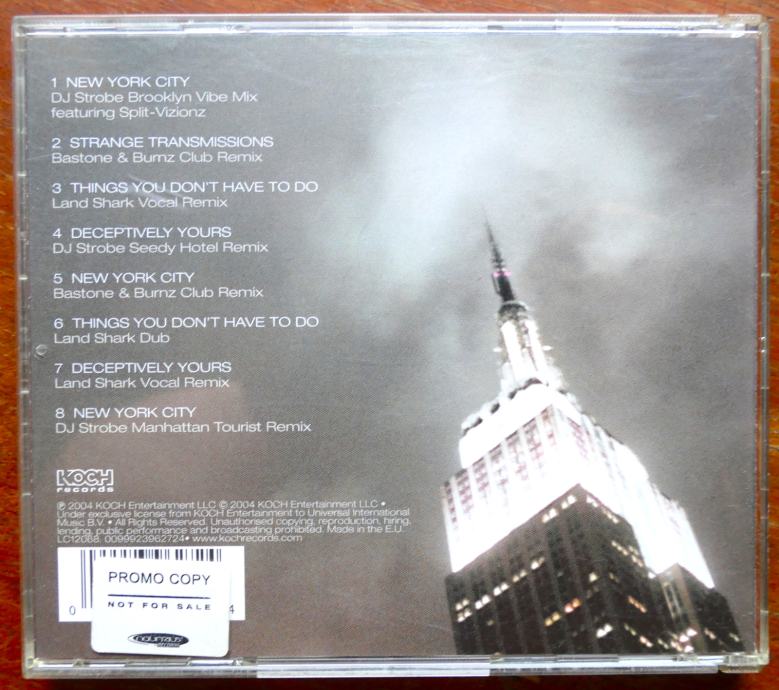 1 NEW YORK CITY
DJ Strobe Brooklyn Vibe Mix
featuring Split-Vizionz
2 STRANGE TRANSMISSIONS
Bastone & Burnz Club Remix
3 THINGS YOU DON'T HAVE TO DO
Land Shark Vocal Remix
4 DECEPTIVELY YOURS
DJ Strobe Seedy Hotel Remix
5 NEW YORK CITY
Bastone & Burnz Club Remix
6 THINGS YOU DON'T HAVE TO DO
Land Shark Dub
7 DECEPTIVELY YOURS
Land Shark Vocal Remix
8 NEW YORK CITY
DJ Strobe Manhattan Tourist Remix
KOCH
records
℗ 2004 KOCH Entertainment LLC © 2004 KOCH Entertainment LLC •
Under exclusive license from KOCH Entertainment to Universal International
Music B.V. • All Rights Reserved. Unauthorised copying, reproduction, hiring,
lending, public performance and broadcasting prohibited. Made in the E.U.
LC12068. 0099923962724• www.kochrecords.com
PROMO COPY
NOT FOR SALE
0 4